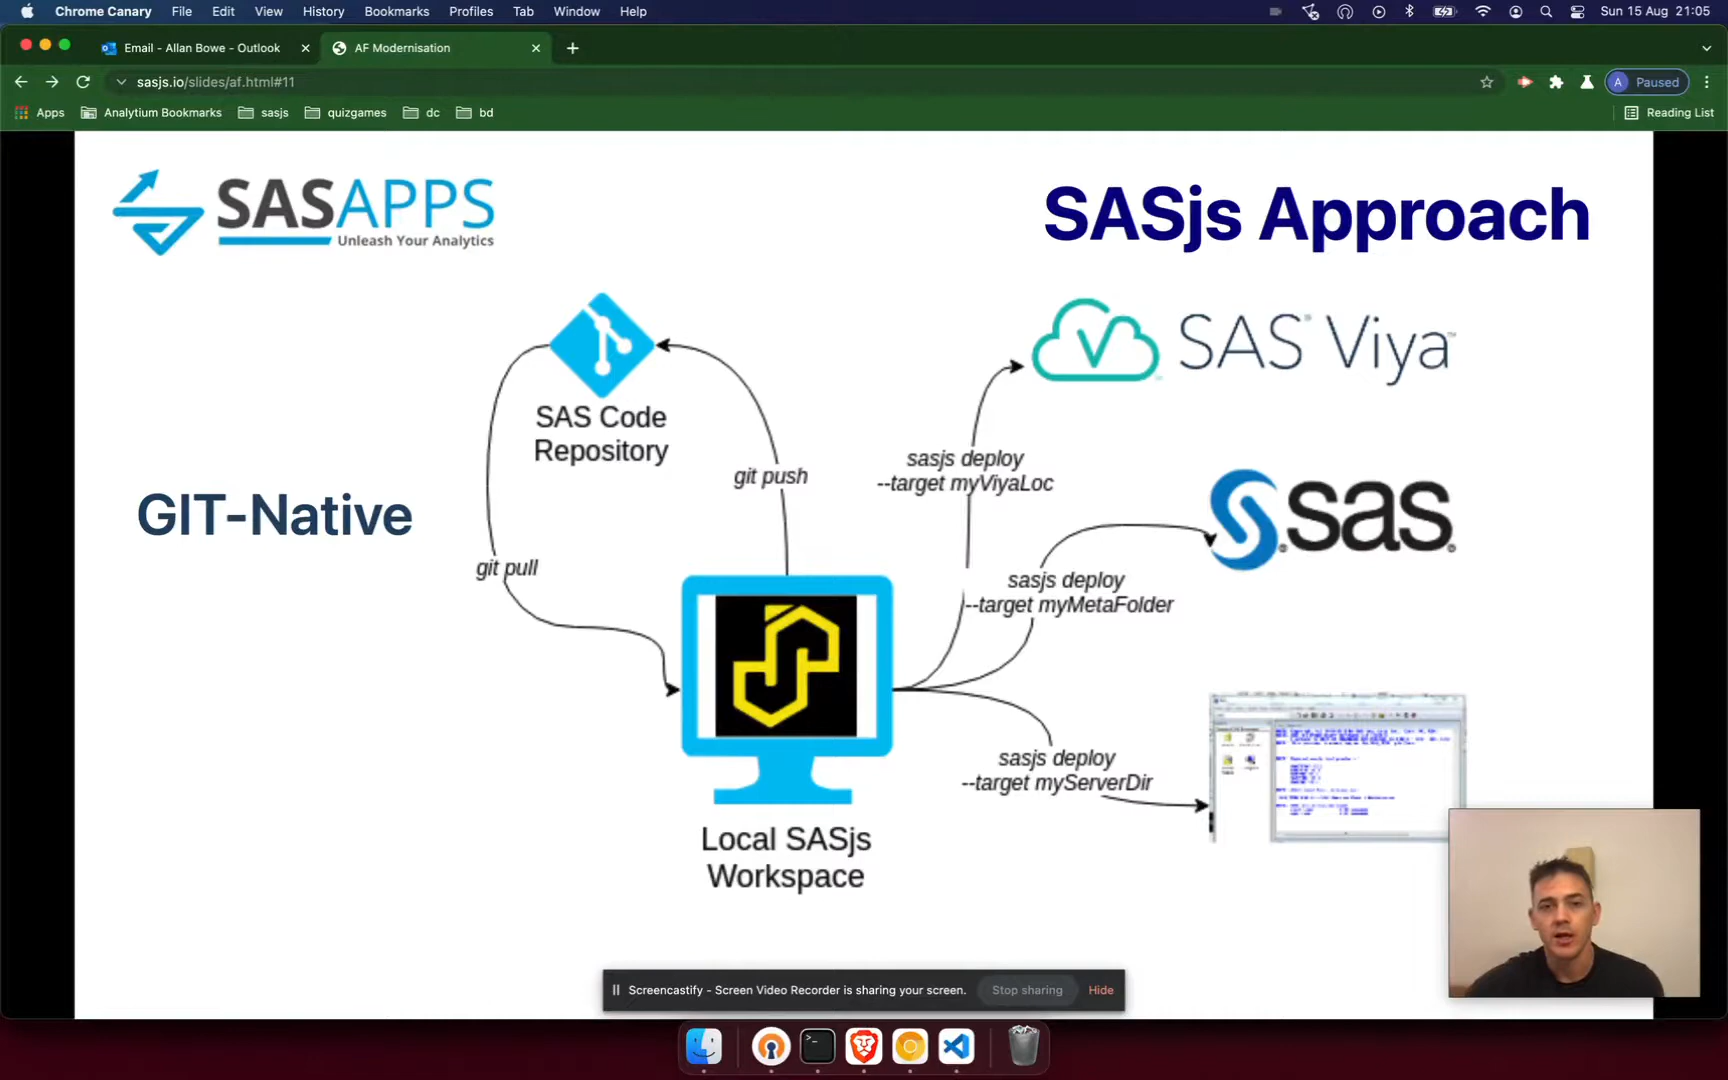 Chrome Canary File Edit View History Bookmarks Profiles Tab Window Help Sun 15 Aug 21:05
Email - Allan Bowe - Outlook AF Modernisation
sasjs.io/slides/af.html#11 A Paused
Apps Analytium Bookmarks sasjs quizgames dc bd Reading List
SASAPPS
Unleash Your Analytics
SASjs Approach
SAS Viya
SAS Code
Repository
git push
sasjs deploy
--target myViyaLoc
GIT-Native
sas
git pull
sasjs deploy
--target myMetaFolder
sasjs deploy
--target myServerDir
Local SASjs
Workspace
Screencastify - Screen Video Recorder is sharing your screen. Stop sharing Hide